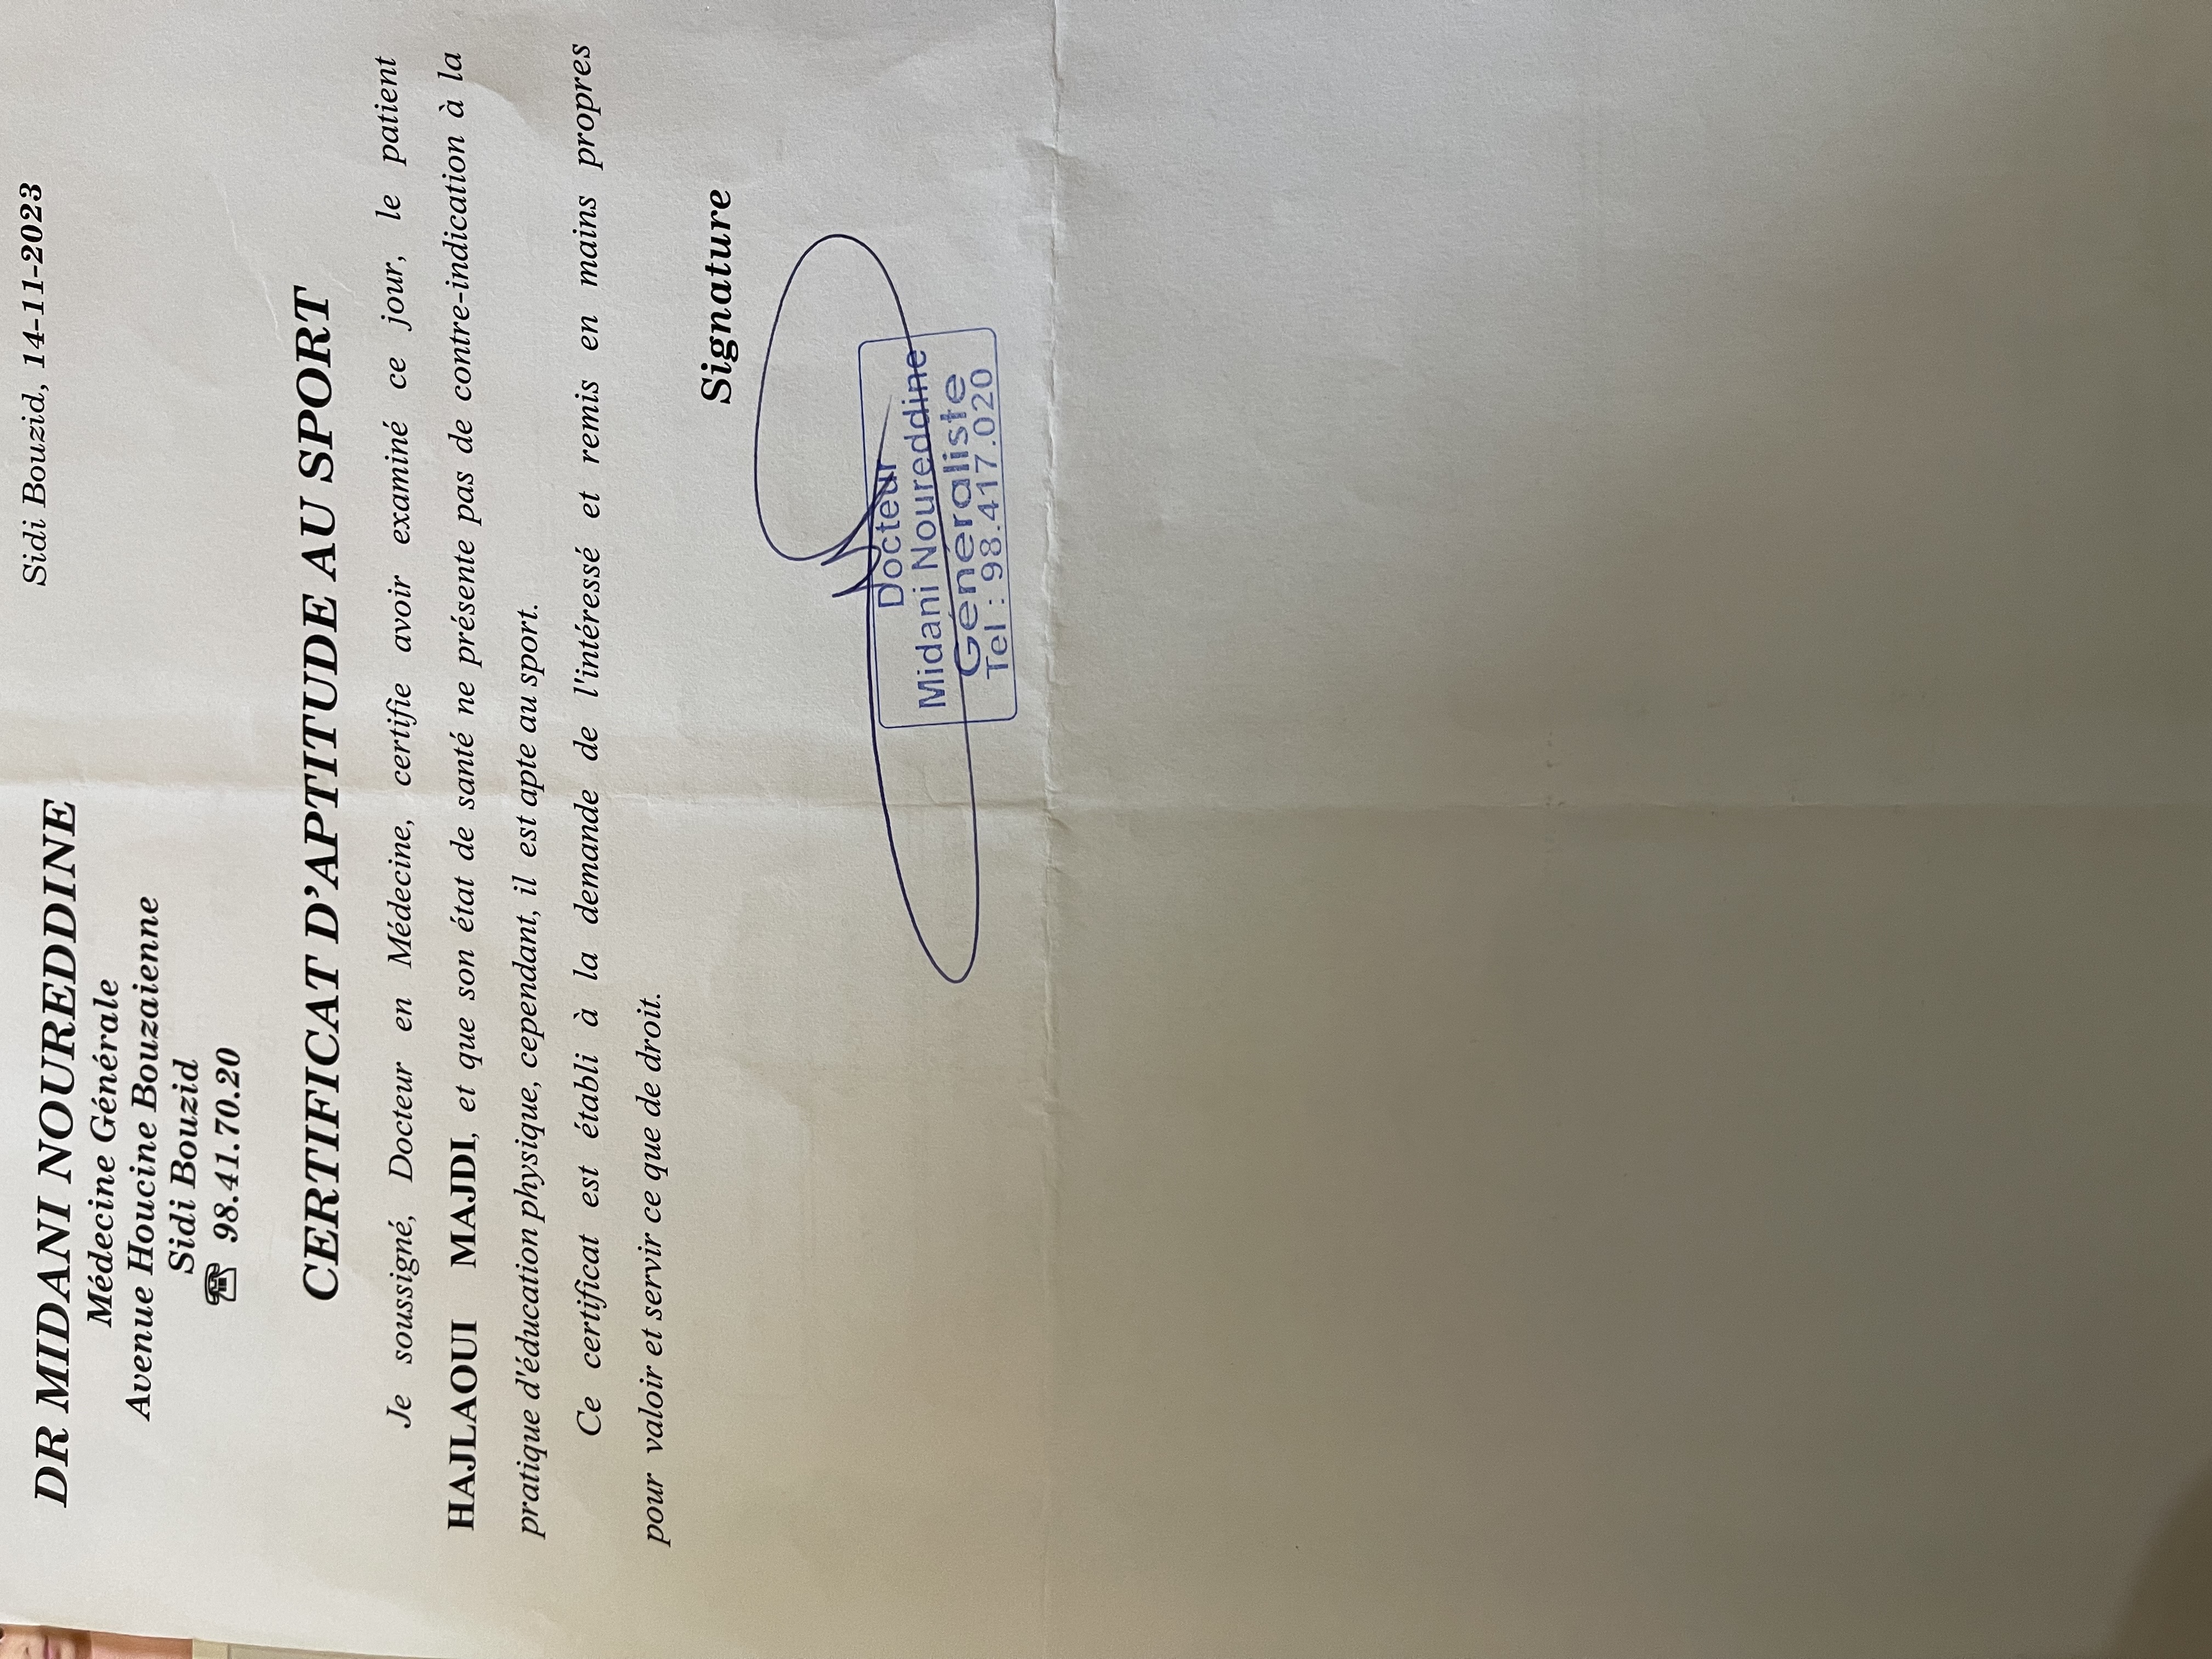 Sidi Bouzid, 14-11-2023
DR MIDANI NOUREDDINE
Médecine Générale
Avenue Houcine Bouzaienne
Sidi Bouzid
☎ 98.41.70.20
CERTIFICAT D'APTITUDE AU SPORT
Je soussigné, Docteur en Médecine, certifie avoir examiné ce jour, le patient
HAJLAOUI MAJDI, et que son état de santé ne présente pas de contre-indication à la
pratique d'éducation physique, cependant, il est apte au sport.
Ce certificat est établi à la demande de l'intéressé et remis en mains propres
pour valoir et servir ce que de droit.
Signature
Docteur
Midani Noureddine
Généraliste
Tel : 98.417.020